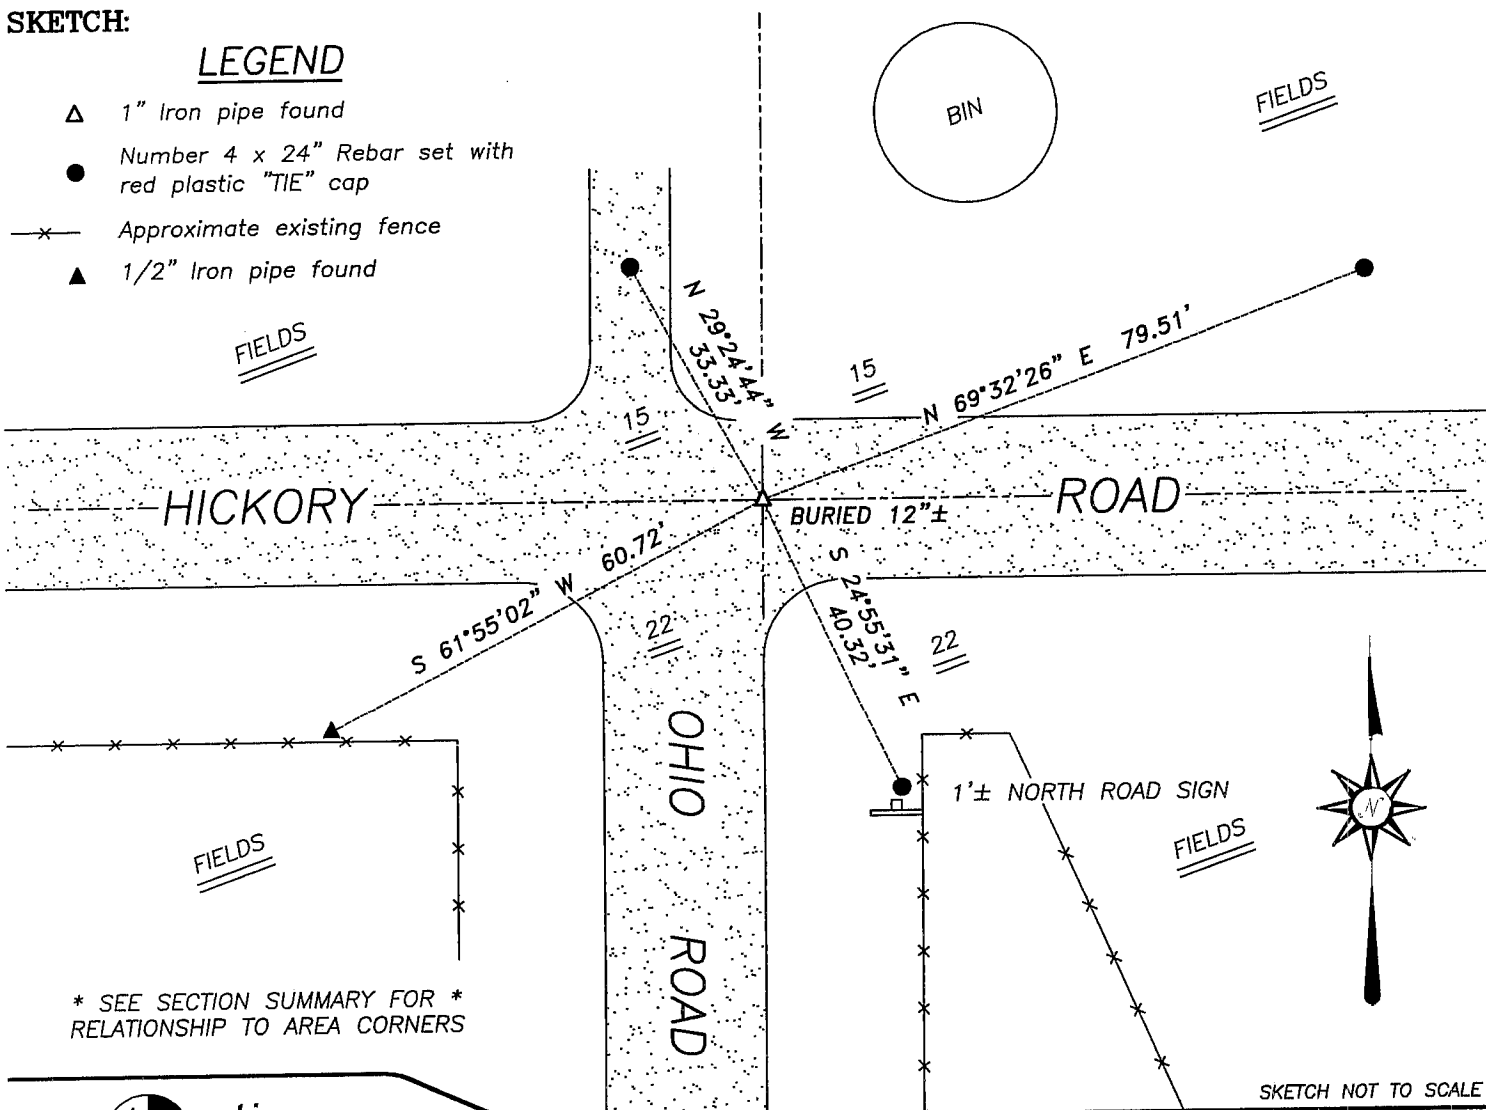 SKETCH:
LEGEND
1" Iron pipe found
Number 4 x 24" Rebar set with
red plastic "TIE" cap
Approximate existing fence
1/2" Iron pipe found
BIN
FIELDS
FIELDS
N 29°24'44" W
33.33'
N 69°32'26" E 79.51'
15
15
HICKORY ROAD
BURIED 12"±
S 61°55'02" W 60.72'
S 24°55'31" E
40.32'
22
22
OHIO ROAD
1'± NORTH ROAD SIGN
FIELDS
FIELDS
N
* SEE SECTION SUMMARY FOR *
RELATIONSHIP TO AREA CORNERS
SKETCH NOT TO SCALE